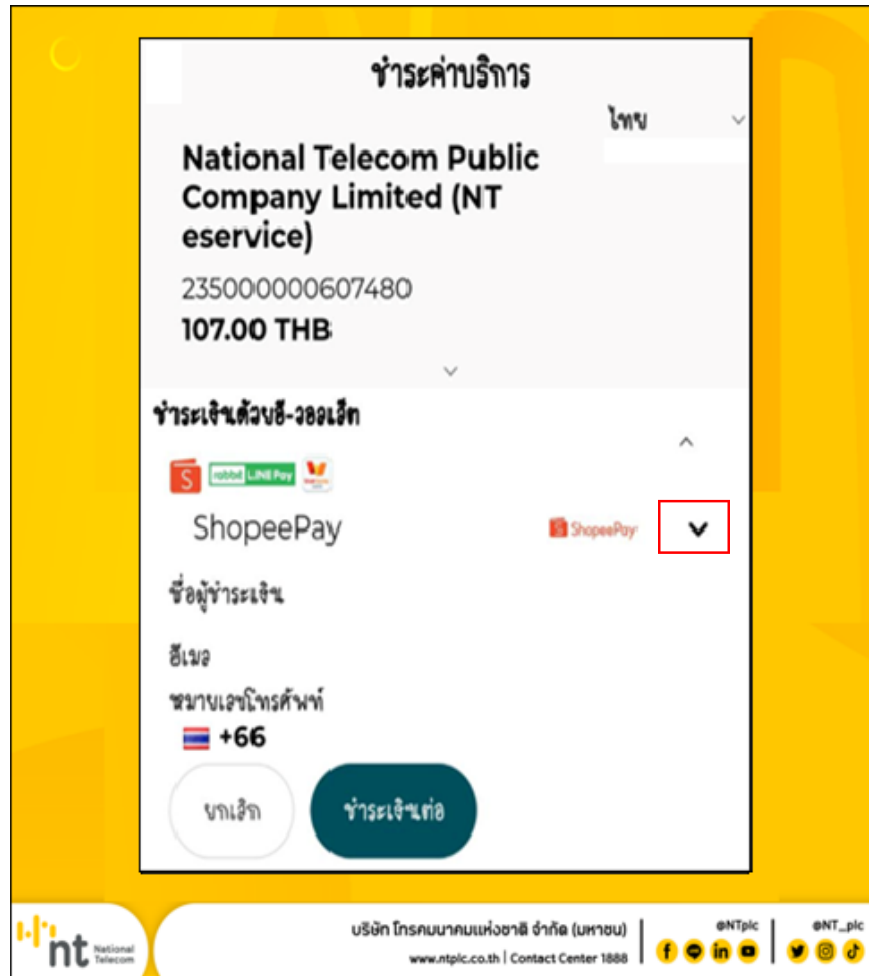 ชำระค่าบริการ
ไทย
National Telecom Public
Company Limited (NT
eservice)
235000000607480
107.00 THB
ชำระเงินด้วยอี-วอลเล็ท
S rabbit LINE Pay
ShopeePay
S ShopeePay
ชื่อผู้ชำระเงิน
อีเมล
หมายเลขโทรศัพท์
+66
ยกเลิก
ชำระเงินต่อ
nt National
Telecom
บริษัท โทรคมนาคมแห่งชาติ จำกัด (มหาชน)
www.ntplc.co.th | Contact Center 1888
@NTplc
@NT_plc